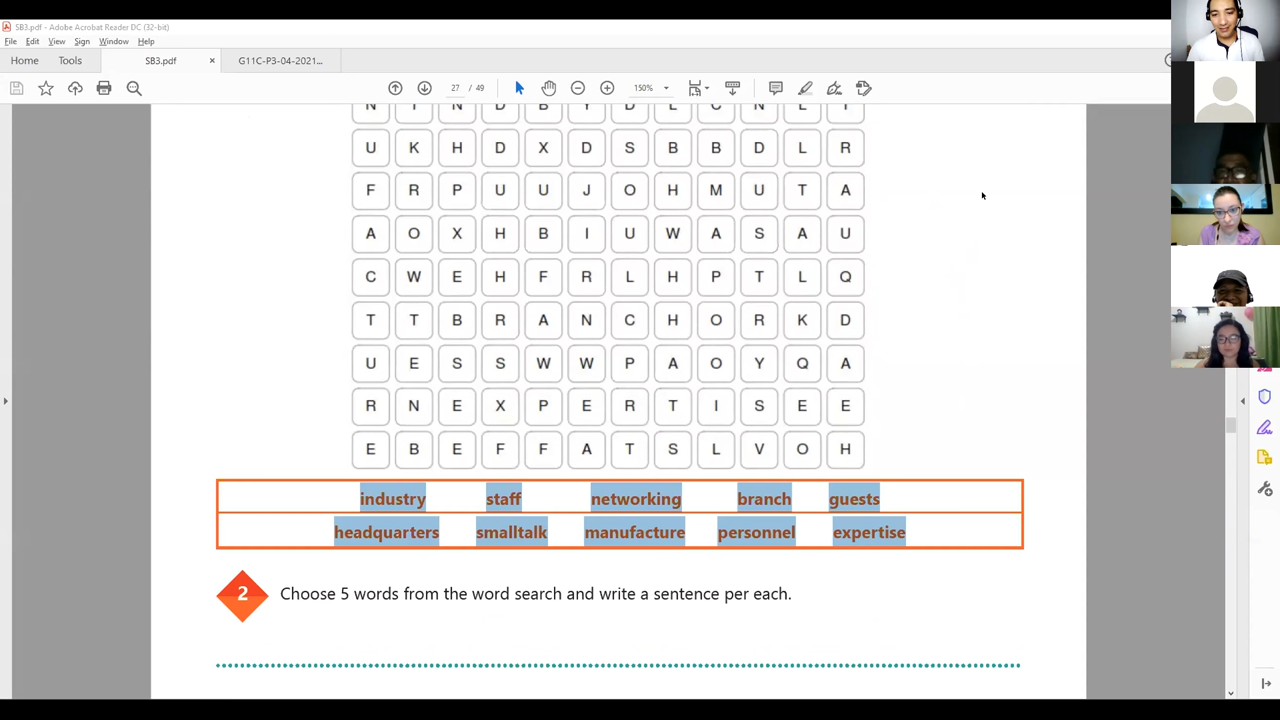 SB3.pdf - Adobe Acrobat Reader DC (32-bit)
File Edit View Window Help
Home Tools SB3.pdf × G11C-P3-04-2021...
27 / 49 150%
N I N D B Y D L C N L Y
U K H D X D S B B D L R
F R P U U J O H M U T A
A O X H B I U W A S A U
C W E H F R L H P T L Q
T T B R A N C H O R K D
U E S S W W P A O Y Q A
R N E X P E R T I S E E
E B E F F A T S L V O H
industry staff networking branch guests
headquarters smalltalk manufacture personnel expertise
2 Choose 5 words from the word search and write a sentence per each.